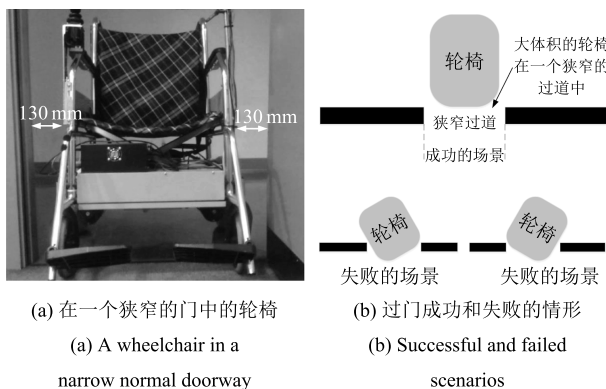 130 mm
130 mm
(a) 在一个狭窄的门中的轮椅
(a) A wheelchair in a
narrow normal doorway
轮椅
大体积的轮椅
在一个狭窄的
过道中
狭窄过道
成功的场景
轮椅
轮椅
失败的场景
失败的场景
(b) 过门成功和失败的情形
(b) Successful and failed
scenarios